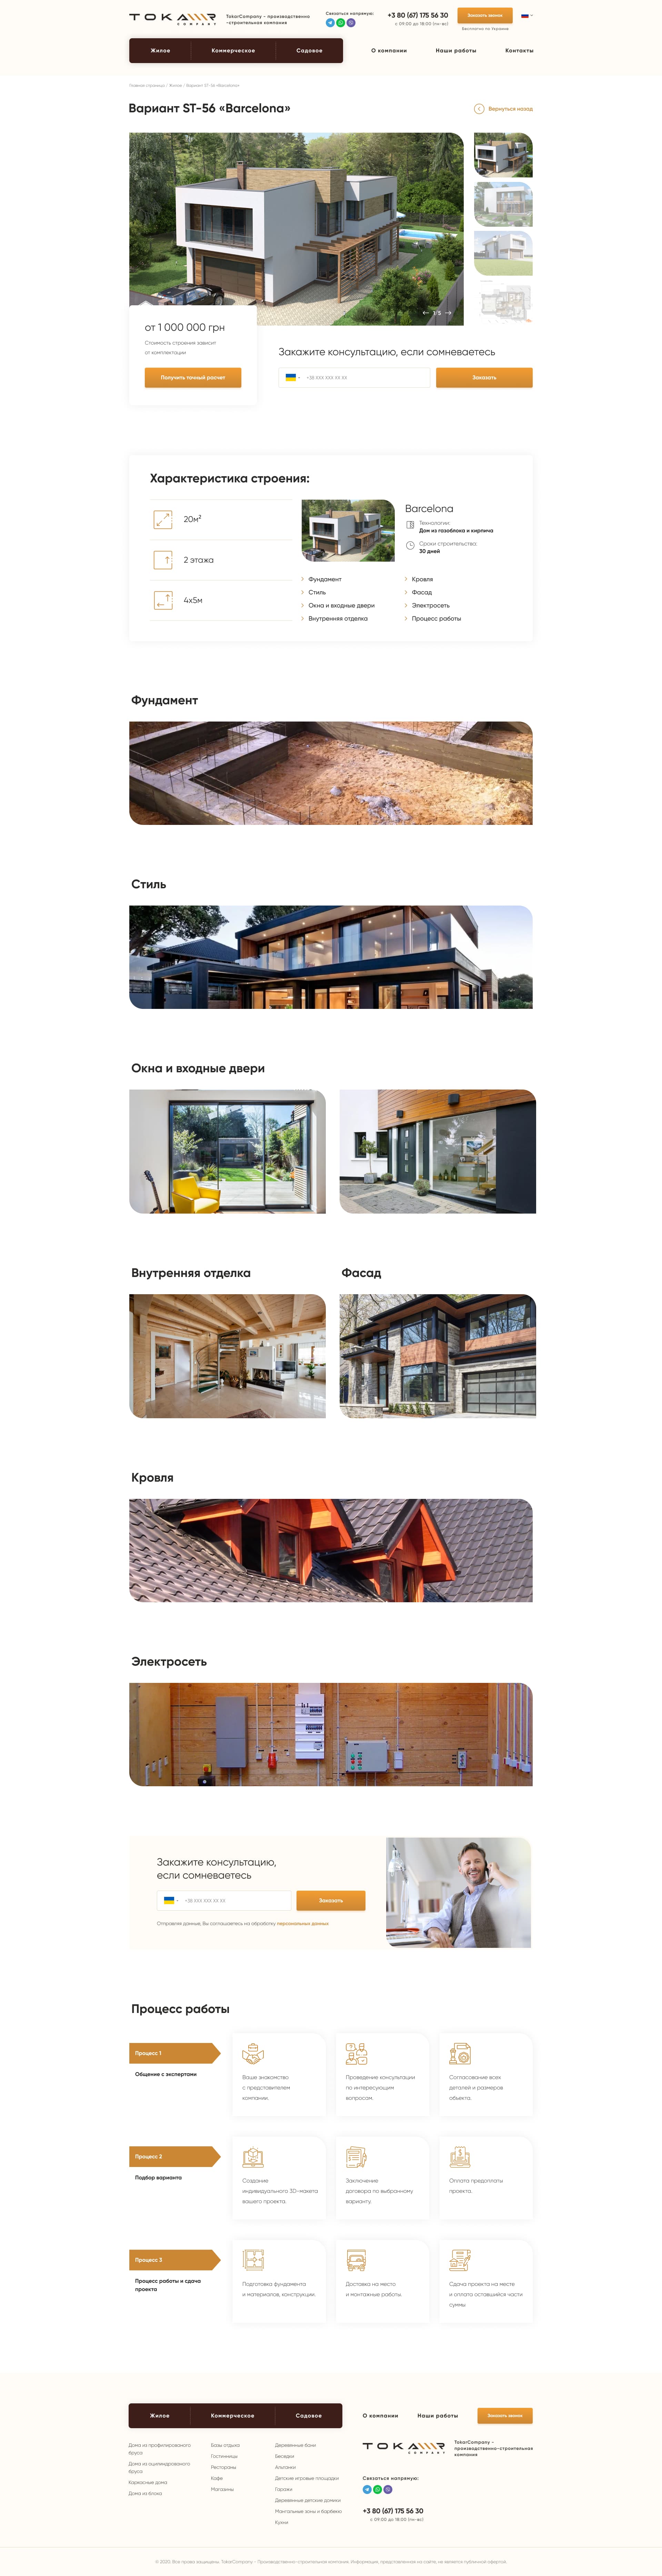 TOKAR
COMPANY
TokarCompany - производственно
-строительная компания
Связаться напрямую:
+3 80 (67) 175 56 30
с 09:00 до 18:00 (пн-вс)
Заказать звонок
Бесплатно по Украине
Жилое
Коммерческое
Садовое
О компании
Наши работы
Контакты
Главная страница / Жилое / Вариант ST-56 «Barcelona»
Вариант ST-56 «Barcelona»
Вернуться назад
1/5
от 1 000 000 грн
Стоимость строения зависит
от комплектации
Получить точный расчет
Закажите консультацию, если сомневаетесь
+38 XXX XXX XX XX
Заказать
Характеристика строения:
20м²
2 этажа
4х5м
Barcelona
Технология:
Дом из газоблока и кирпича
Сроки строительства:
30 дней
Фундамент
Стиль
Окна и входные двери
Внутренняя отделка
Кровля
Фасад
Электросеть
Процесс работы
Фундамент
Стиль
Окна и входные двери
Внутренняя отделка
Фасад
Кровля
Электросеть
Закажите консультацию,
если сомневаетесь
+38 XXX XXX XX XX
Заказать
Отправляя данные, Вы соглашаетесь на обработку персональных данных
Процесс работы
Процесс 1
Общение с экспертами
Ваше знакомство
с представителем
компании.
Проведение консультации
по интересующим
вопросом.
Согласование всех
деталей и размеров
объекта.
Процесс 2
Подбор варианта
Создание
индивидуального 3D-макета
вашего проекта.
Заключение
договора по выбранному
варианту.
Оплата предоплаты
проекта.
Процесс 3
Процесс работы и сдача
проекта
Подготовка фундамента
и материалов, конструкции.
Доставка на место
и монтажные работы.
Сдача проекта на месте
и оплата оставшийся части
суммы.
Жилое
Коммерческое
Садовое
О компании
Наши работы
Заказать звонок
Дома из профилированого
бруса
Дома из оцилиндрованого
бруса
Каркасные дома
Дома из блока
Базы отдыха
Гостиницы
Рестораны
Кафе
Магазины
Деревянные бани
Беседки
Альтанки
Детские игровые площадки
Гаражи
Деревянные детские домики
Мангальные зоны и барбекю
Кухни
TOKAR
COMPANY
TokarCompany -
производственно-строительная
компания
Связаться напрямую:
+3 80 (67) 175 56 30
с 09:00 до 18:00 (пн-вс)
© 2020, Все права защищены. TokarCompany - Производственно-строительная компания. Информация, представленная на сайте, не является публичной офертой.